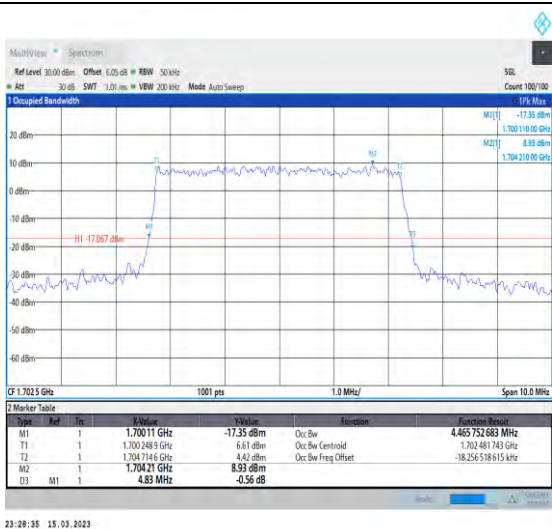 MultiView Spectrum
Ref Level 30.00 dBm Offset 6.05 dB RBW 50 kHz SGL
Att 30 dB SWT 1.01 ms VBW 200 kHz Mode Auto Sweep Count 100/100
1 Occupied Bandwidth 1Pk Max
M1[1] -17.35 dBm
1.700 110 00 GHz
M2[1] 8.93 dBm
1.704 210 00 GHz
20 dBm
10 dBm
0 dBm
-10 dBm
-20 dBm
-30 dBm
-40 dBm
-50 dBm
-60 dBm
T1
M2
T2
M1
D3
H1 -17.067 dBm
CF 1.702 5 GHz 1001 pts 1.0 MHz/ Span 10.0 MHz
2 Marker Table
Type Ref Trc X-Value Y-Value Function Function Result
M1 1 1.70011 GHz -17.35 dBm Occ Bw 4.465 752 683 MHz
T1 1 1.700 248 9 GHz 6.61 dBm Occ Bw Centroid 1.702 481 743 GHz
T2 1 1.704 714 6 GHz 4.42 dBm Occ Bw Freq Offset -18.256 518 615 kHz
M2 1 1.70421 GHz 8.93 dBm
D3 M1 1 4.83 MHz -0.56 dB
23:28:35 15.03.2023